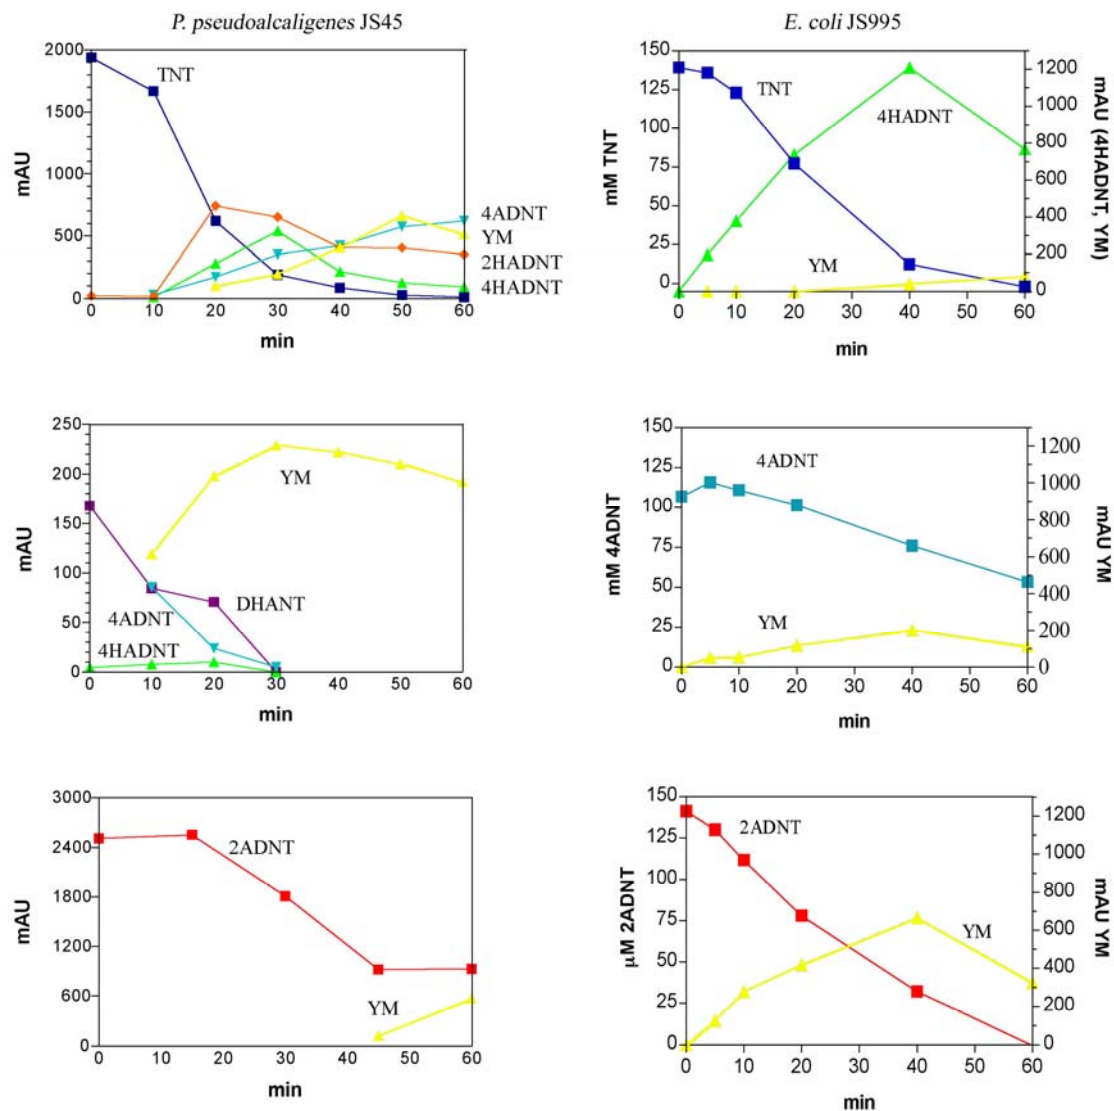 P. pseudoalcaligenes JS45
2000
1500
1000
500
0
mAU
TNT
4ADNT
YM
2HADNT
4HADNT
0 10 20 30 40 50 60
min
E. coli JS995
150
125
100
75
50
25
0
mM TNT
TNT
4HADNT
YM
1200
1000
800
600
400
200
0
mAU (4HADNT, YM)
0 10 20 30 40 50 60
min
250
200
150
100
50
0
mAU
YM
DHANT
4ADNT
4HADNT
0 10 20 30 40 50 60
min
150
125
100
75
50
25
0
mM 4ADNT
4ADNT
YM
1200
1000
800
600
400
200
0
mAU YM
0 10 20 30 40 50 60
min
3000
2400
1800
1200
600
0
mAU
2ADNT
YM
0 10 20 30 40 50 60
min
150
125
100
75
50
25
0
µM 2ADNT
2ADNT
YM
1200
1000
800
600
400
200
0
mAU YM
0 10 20 30 40 50 60
min